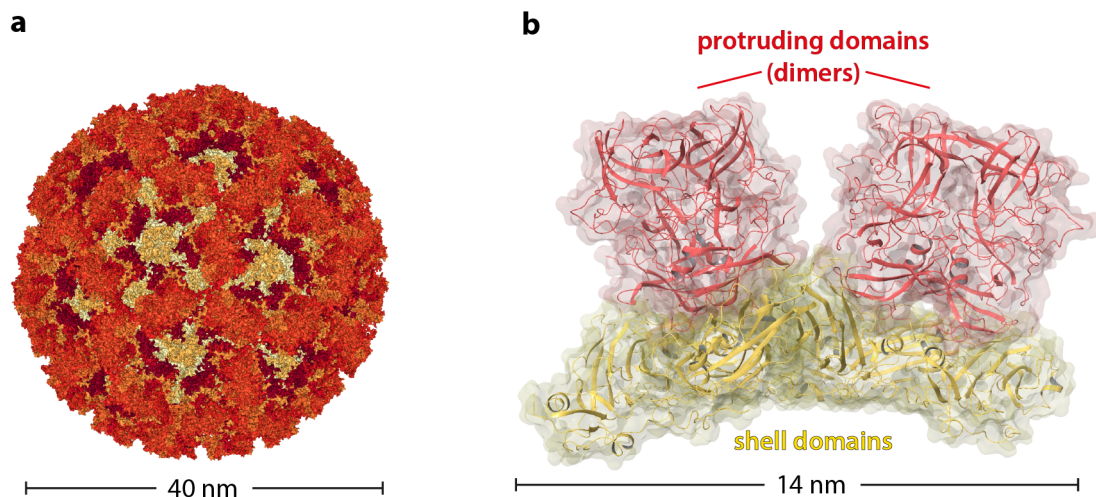 a
b
protruding domains
(dimers)
shell domains
40 nm
14 nm